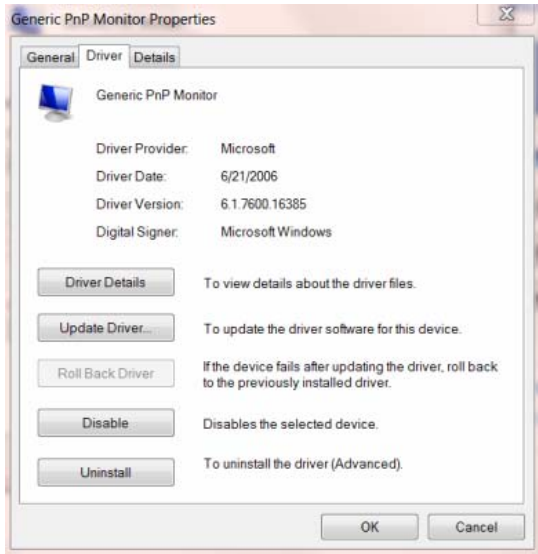 Generic PnP Monitor Properties
General Driver Details
Generic PnP Monitor
Driver Provider: Microsoft
Driver Date: 6/21/2006
Driver Version: 6.1.7600.16385
Digital Signer: Microsoft Windows
Driver Details To view details about the driver files.
Update Driver... To update the driver software for this device.
Roll Back Driver If the device fails after updating the driver, roll back
to the previously installed driver.
Disable Disables the selected device.
Uninstall To uninstall the driver (Advanced).
OK Cancel